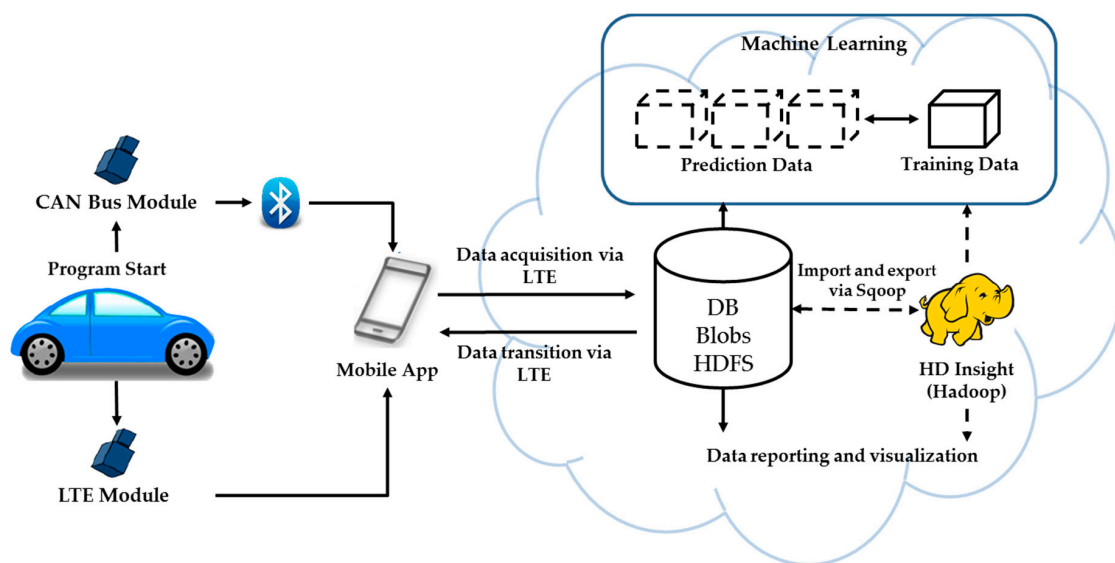 Machine Learning
Prediction Data
Training Data
CAN Bus Module
Program Start
LTE Module
Mobile App
Data acquisition via
LTE
Data transition via
LTE
DB
Blobs
HDFS
Import and export
via Sqoop
HD Insight
(Hadoop)
Data reporting and visualization